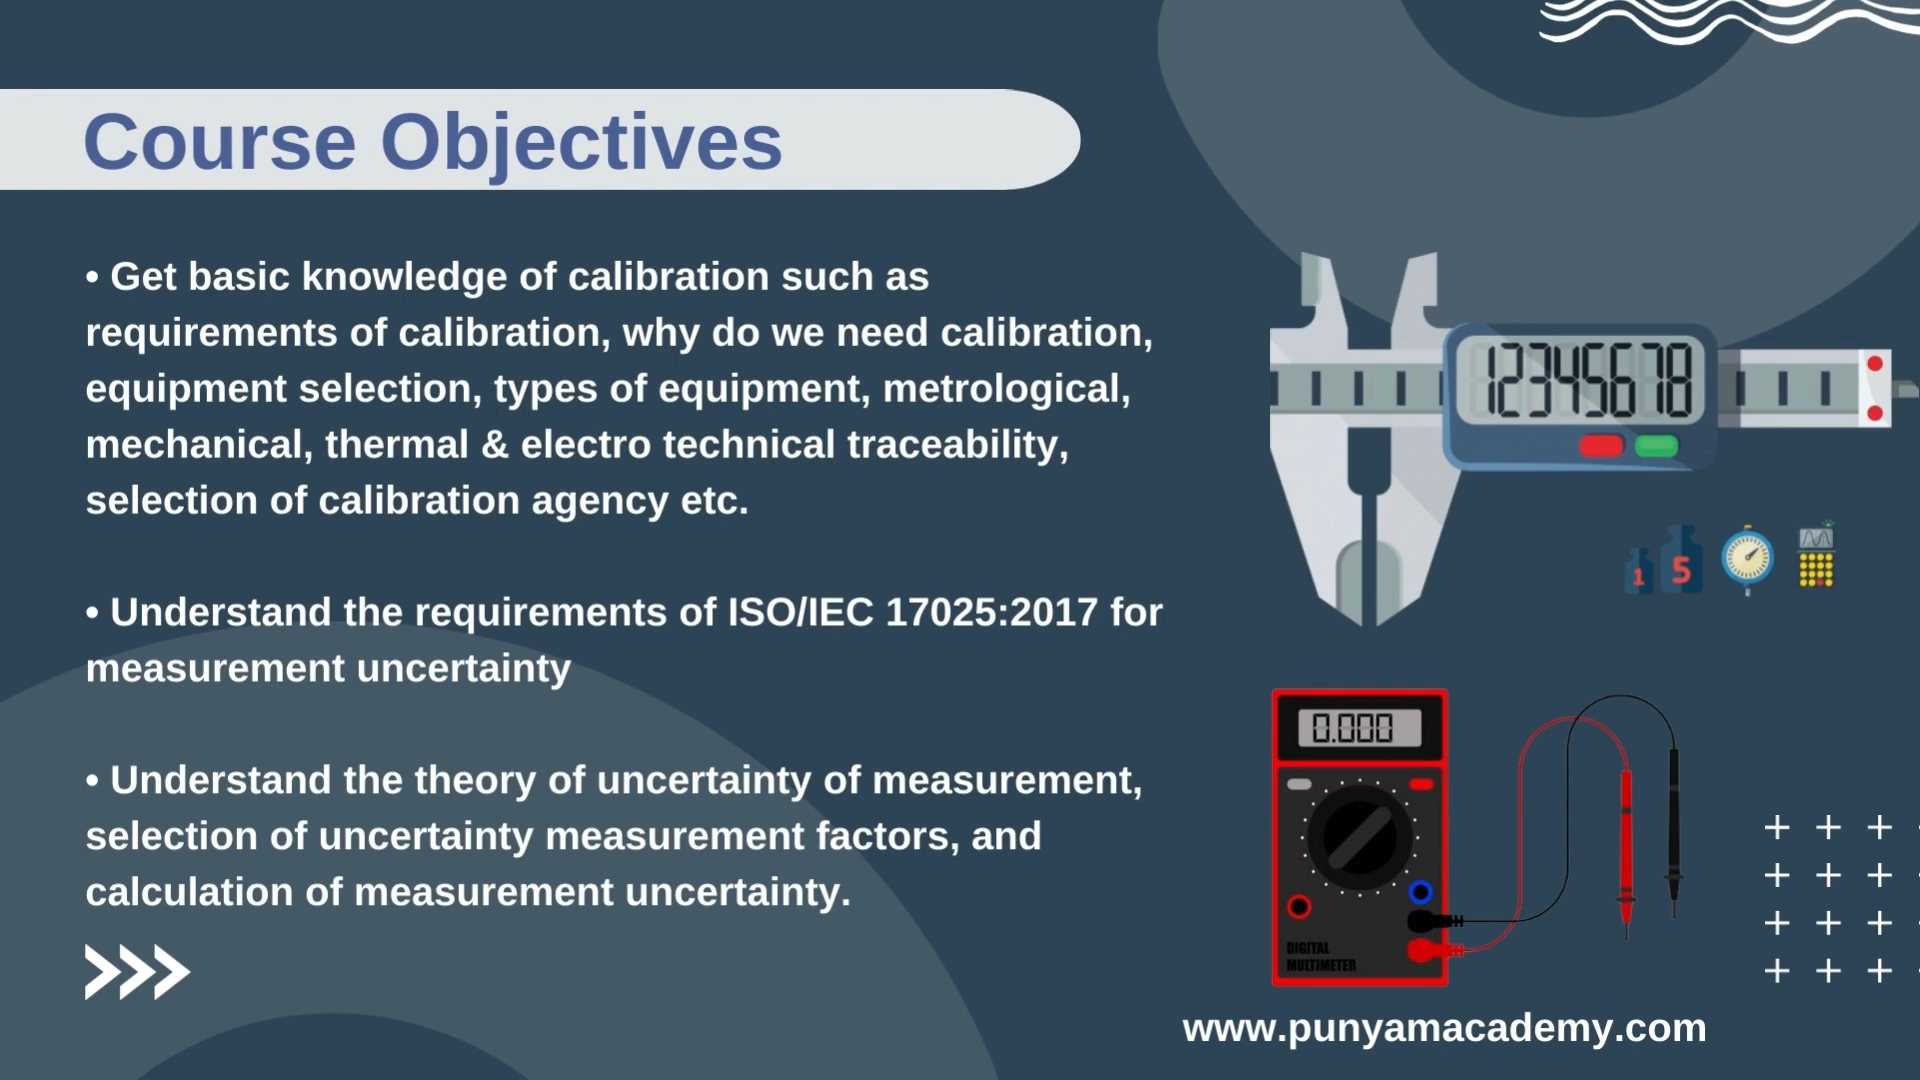 Course Objectives
• Get basic knowledge of calibration such as
requirements of calibration, why do we need calibration,
equipment selection, types of equipment, metrological,
mechanical, thermal & electro technical traceability,
selection of calibration agency etc.
• Understand the requirements of ISO/IEC 17025:2017 for
measurement uncertainty
• Understand the theory of uncertainty of measurement,
selection of uncertainty measurement factors, and
calculation of measurement uncertainty.
12345678
1
5
0.000
DIGITAL
MULTIMETER
www.punyamacademy.com